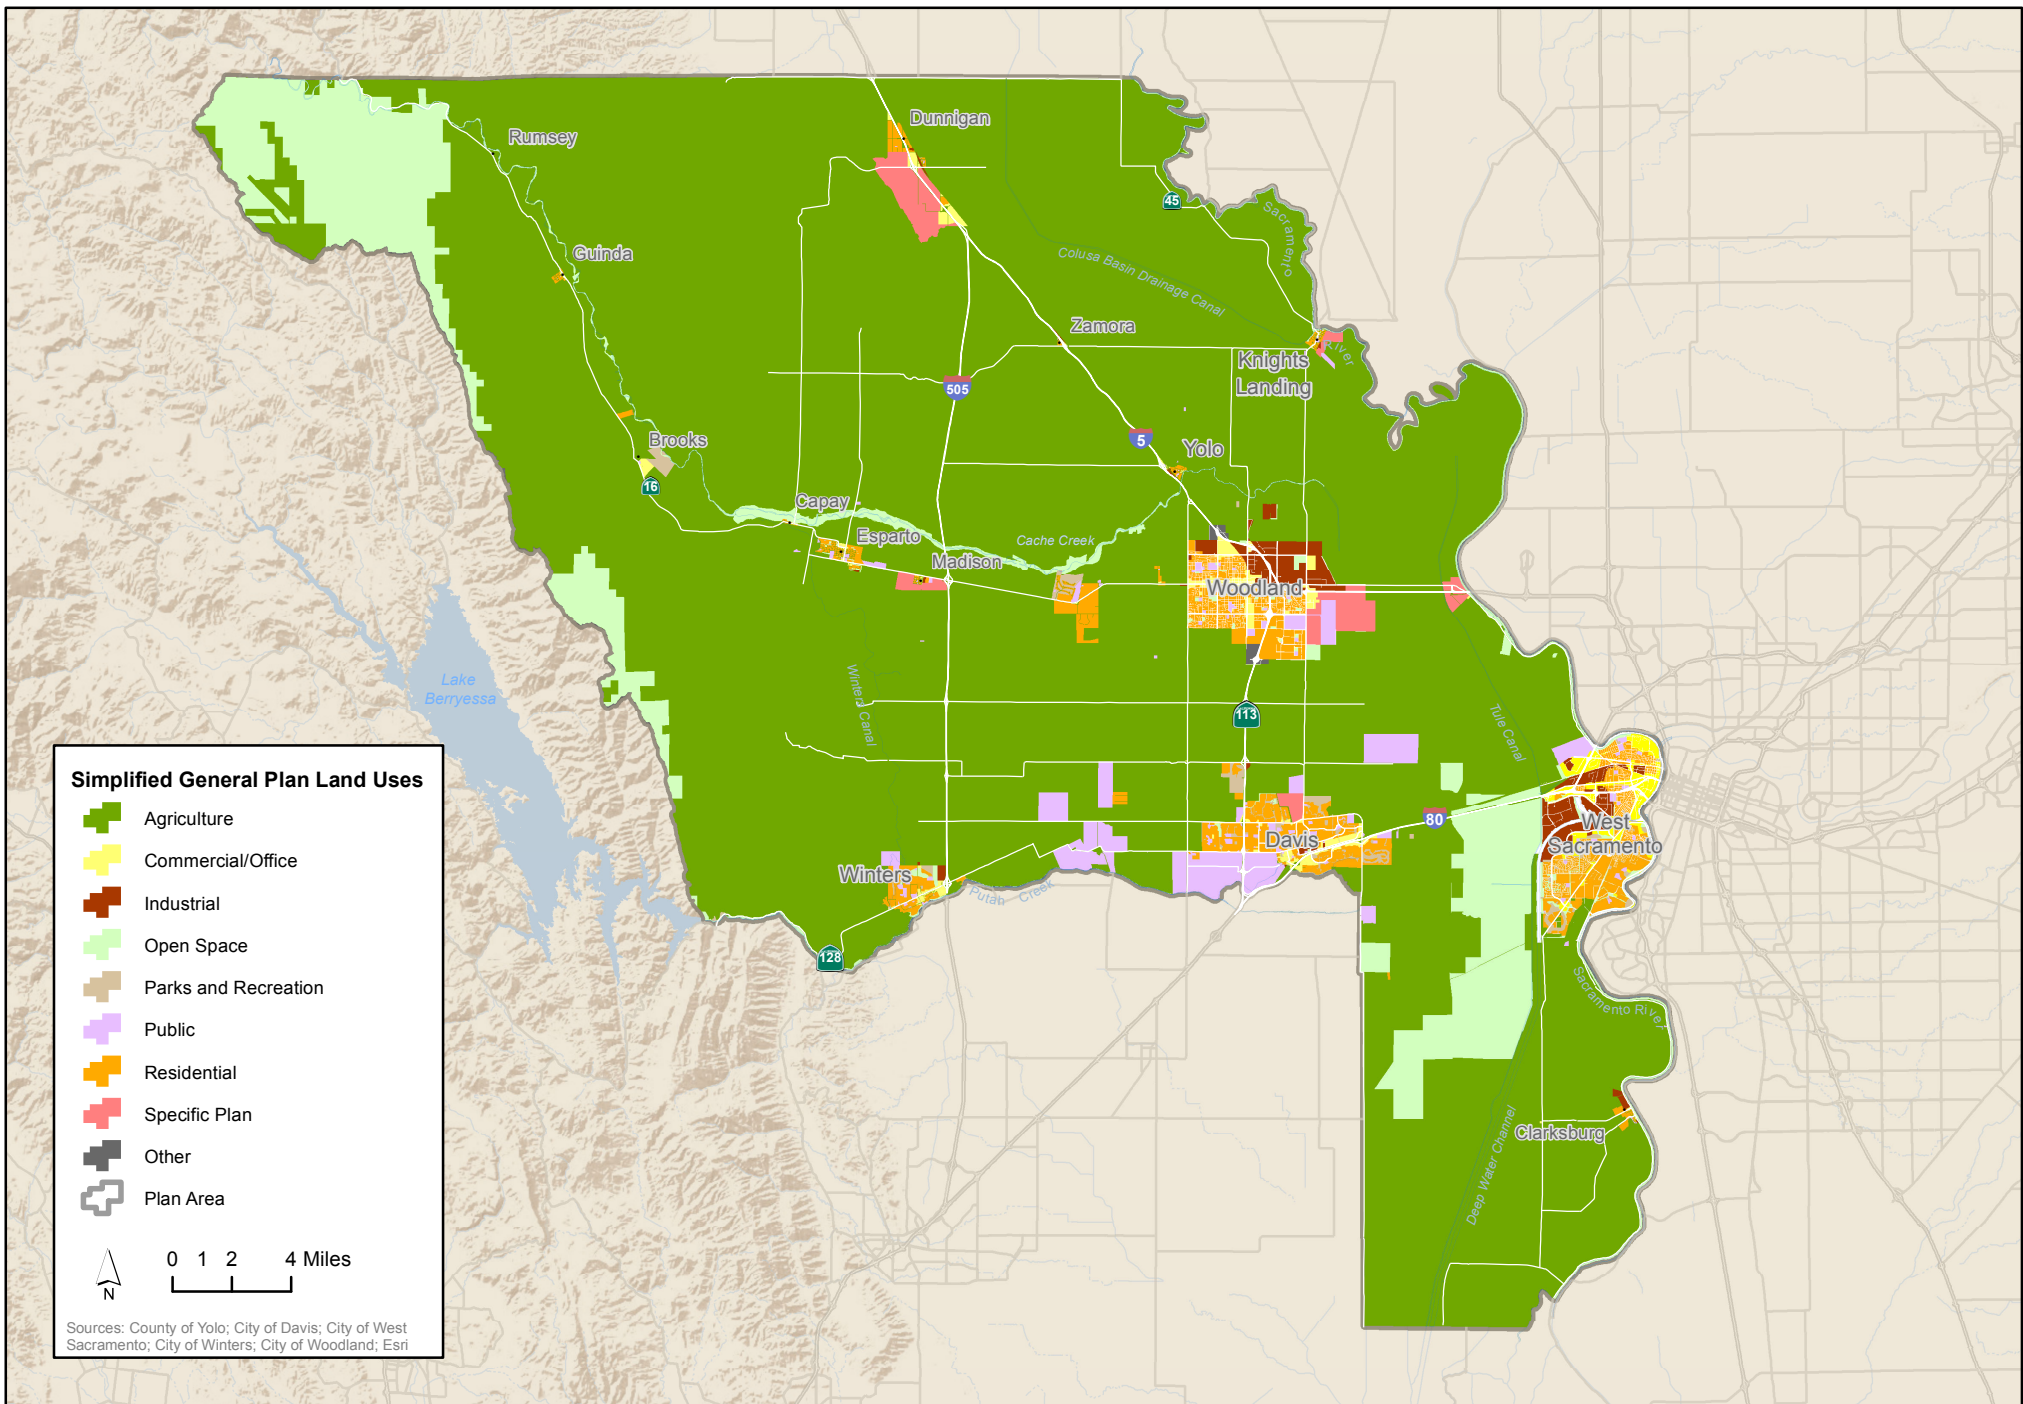 Rumsey
Dunnigan
45
Sacramento
River
Guinda
Colusa Basin Drainage Canal
Zamora
Knights
Landing
505
5
Brooks
Yolo
16
Capay
Esparto
Cache Creek
Madison
Woodland
Lake
Berryessa
Winters Canal
113
Tule Canal
80
West
Sacramento
Davis
Winters
Putah Creek
128
Sacramento River
Clarksburg
Deep Water Channel
Simplified General Plan Land Uses
Agriculture
Commercial/Office
Industrial
Open Space
Parks and Recreation
Public
Residential
Specific Plan
Other
Plan Area
N
0 1 2 4 Miles
Sources: County of Yolo; City of Davis; City of West
Sacramento; City of Winters; City of Woodland; Esri